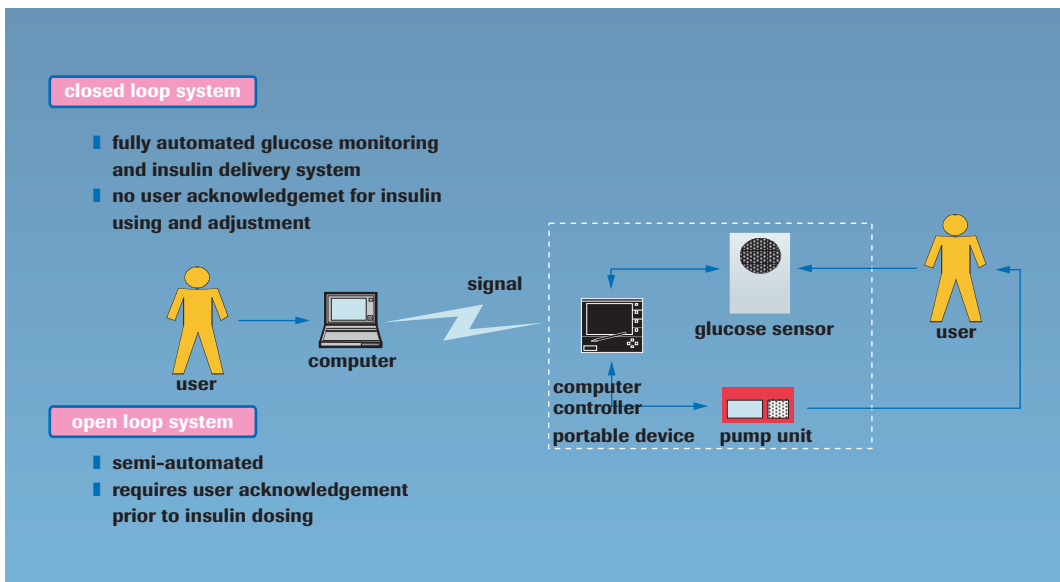 closed loop system
fully automated glucose monitoring
and insulin delivery system
no user acknowledgemet for insulin
using and adjustment
signal
glucose sensor
user
computer
user
computer
controller
portable device
pump unit
open loop system
semi-automated
requires user acknowledgement
prior to insulin dosing